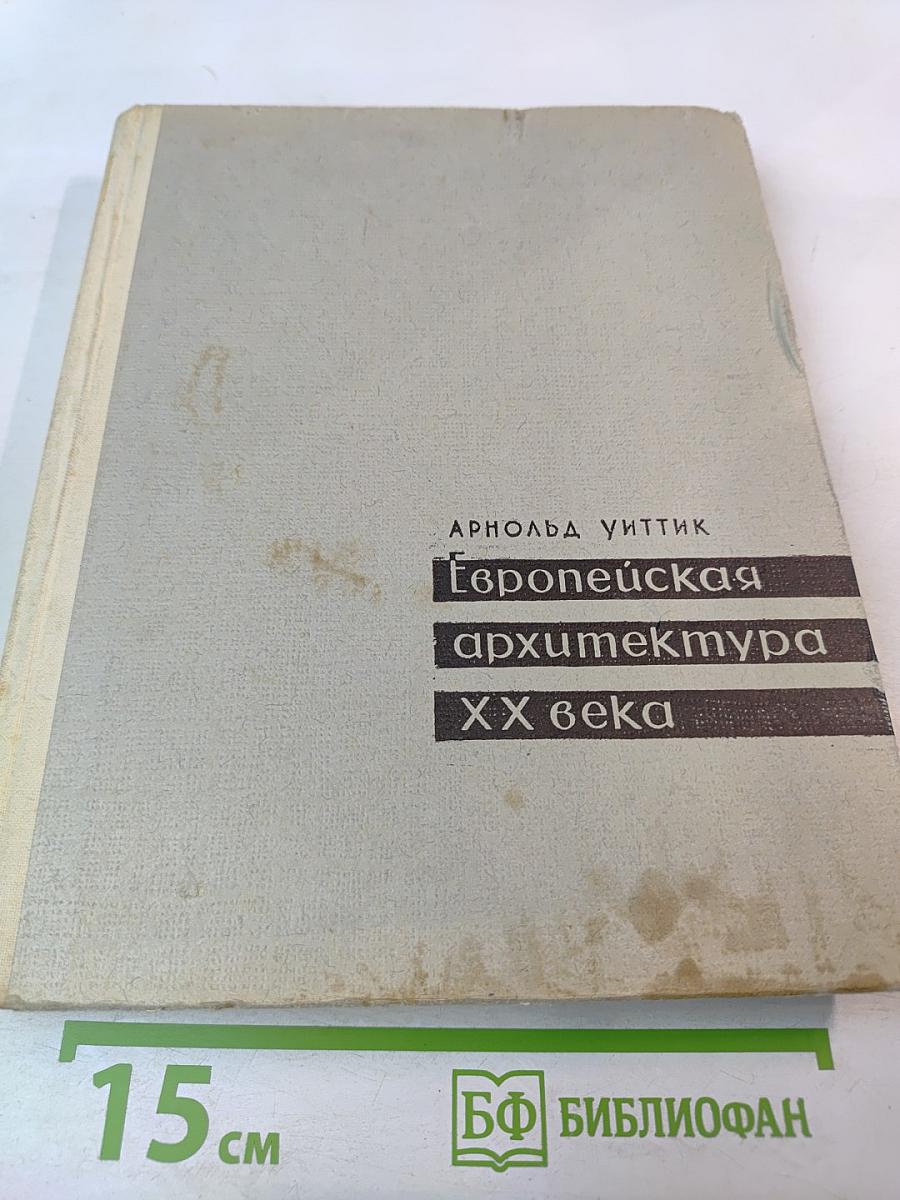 АРНОЛЬД УИТТИК
Европейская
архитектура
XX века
15 см
БФ БИБЛИОФАН